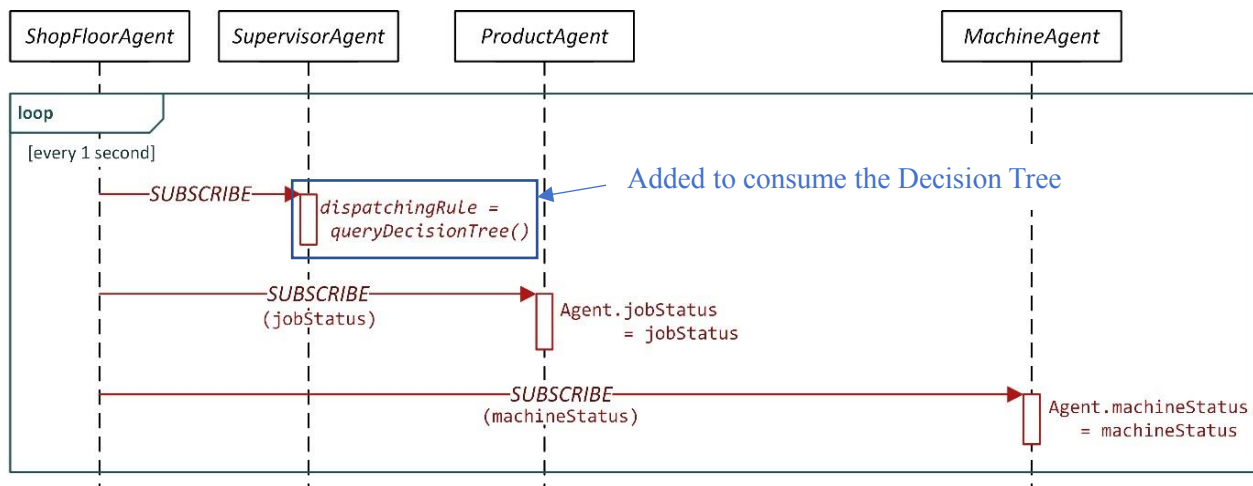 ShopFloorAgent
SupervisorAgent
ProductAgent
MachineAgent
loop
[every 1 second]
SUBSCRIBE
dispatchingRule =
queryDecisionTree()
Added to consume the Decision Tree
SUBSCRIBE
(jobStatus)
Agent.jobStatus
= jobStatus
SUBSCRIBE
(machineStatus)
Agent.machineStatus
= machineStatus